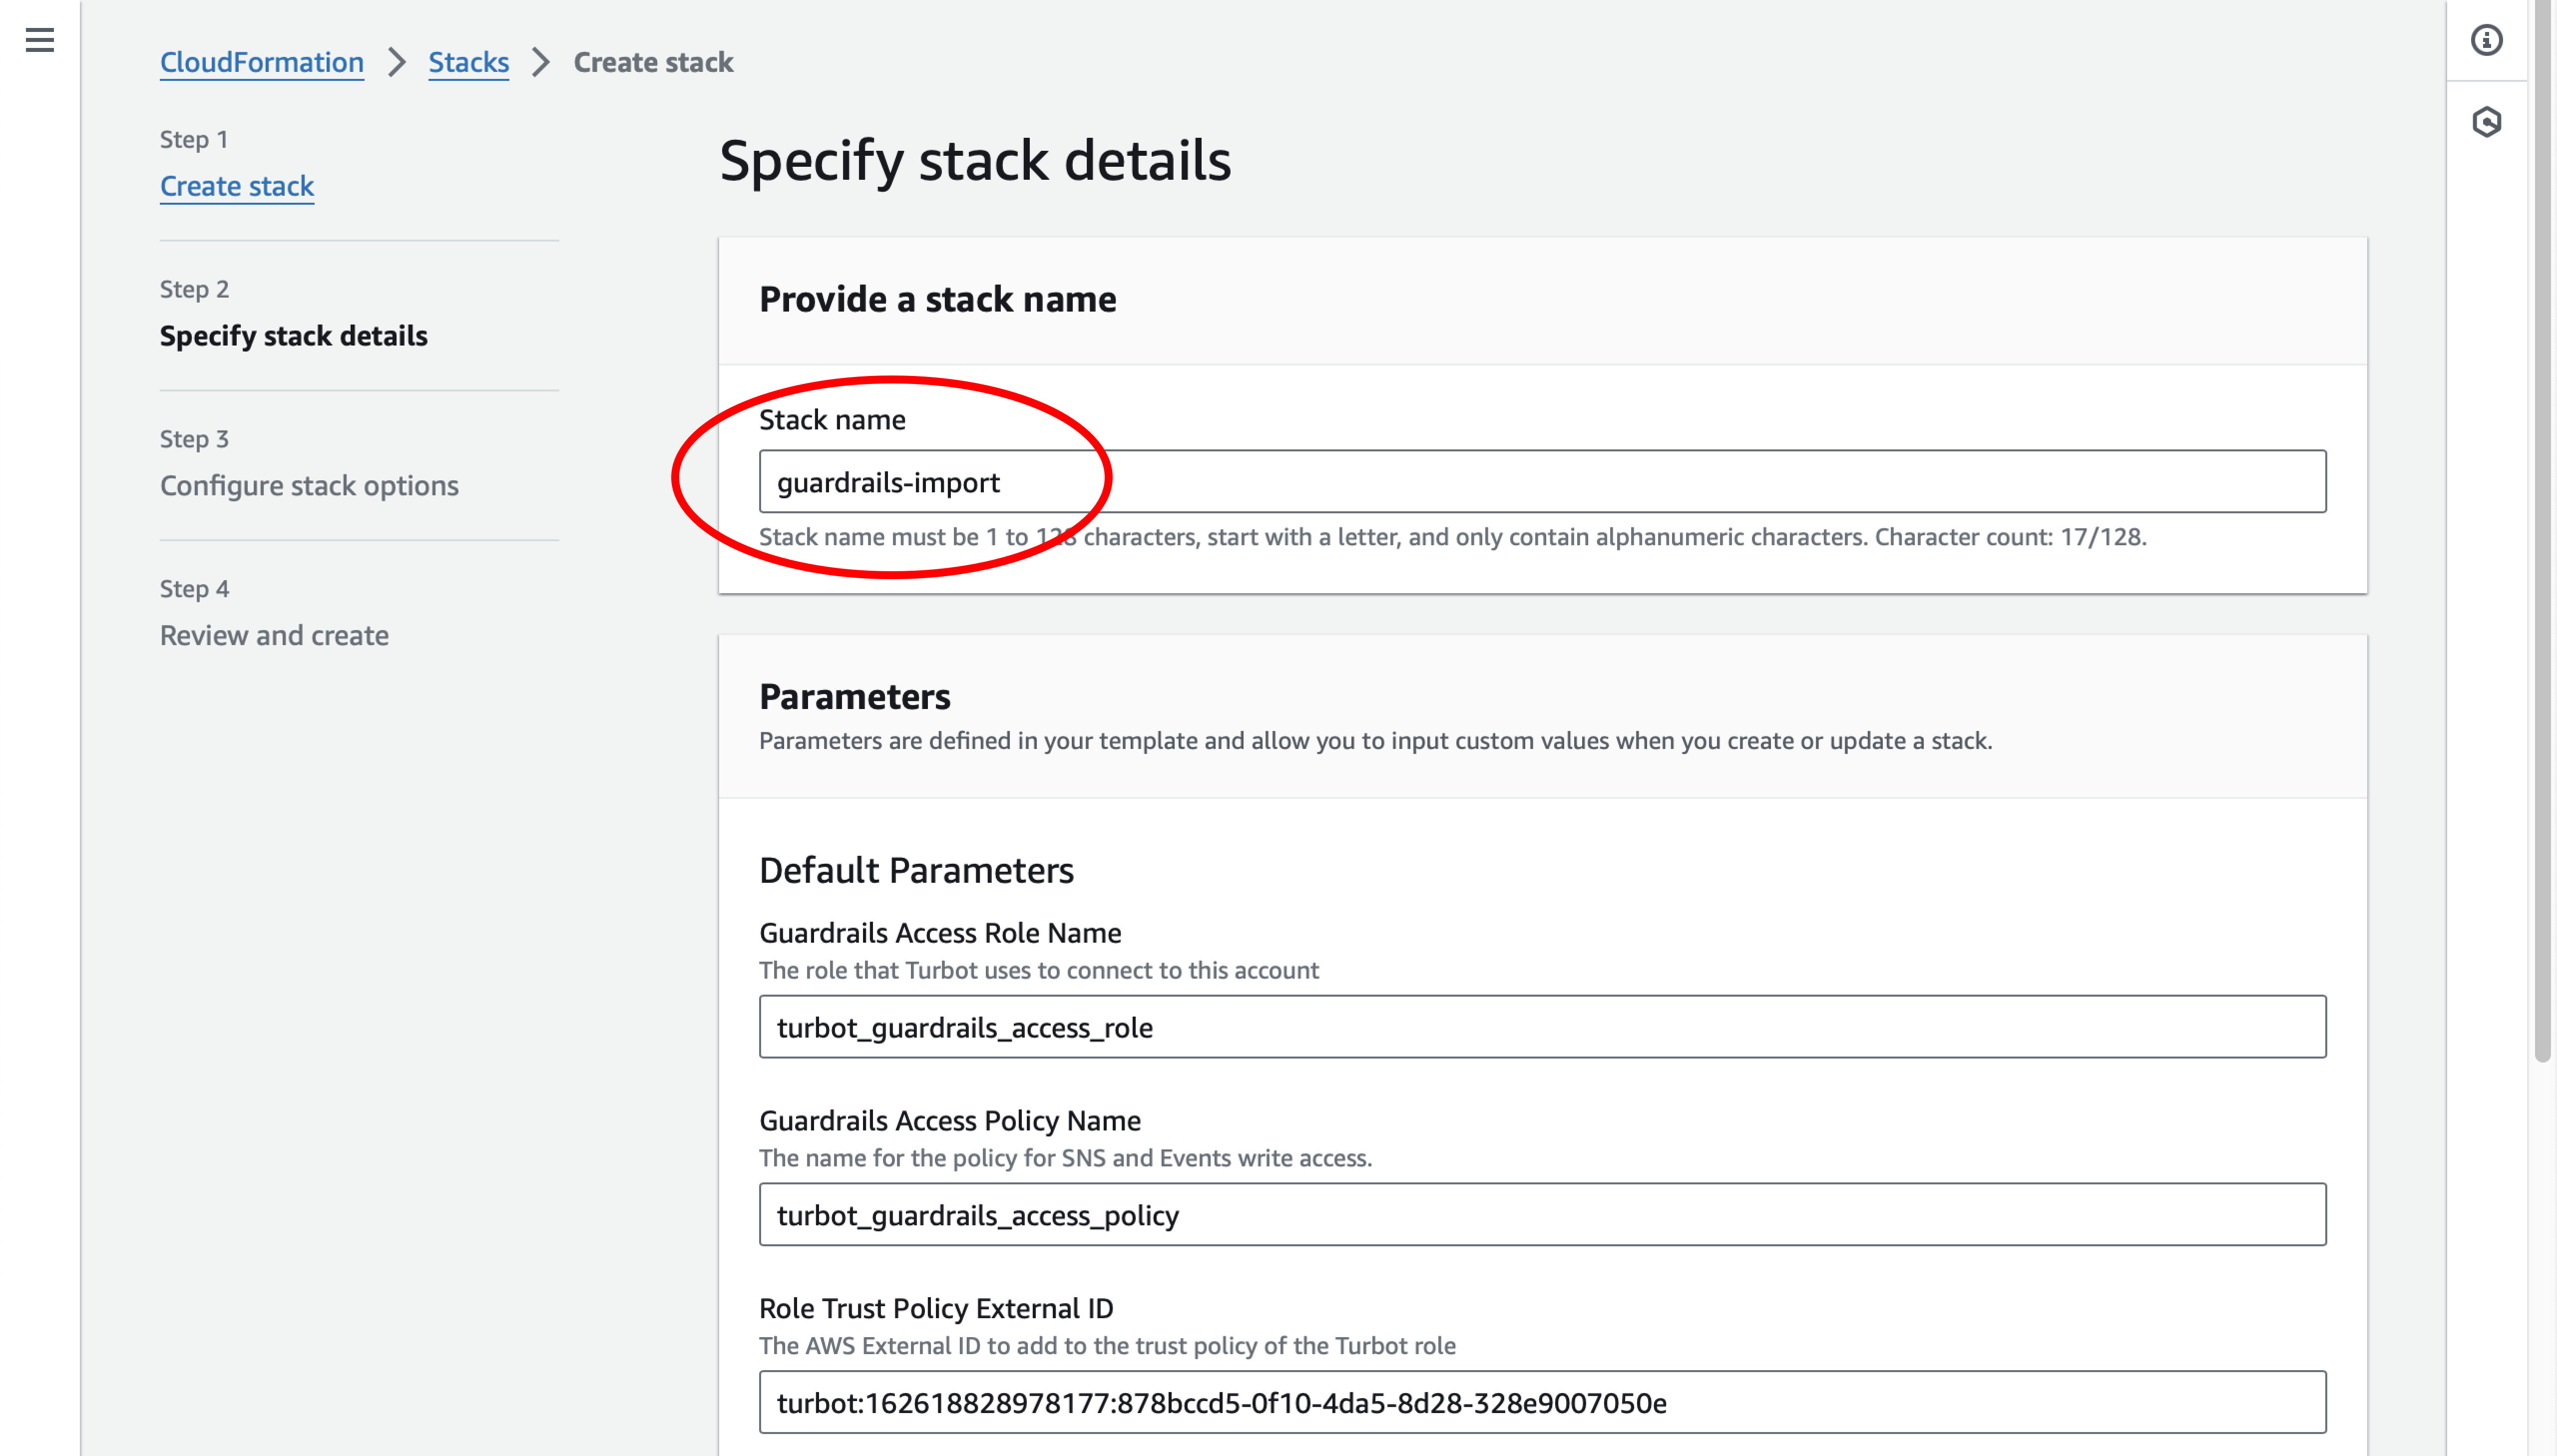 CloudFormation > Stacks > Create stack
Step 1
Create stack
Step 2
Specify stack details
Step 3
Configure stack options
Step 4
Review and create
Specify stack details
Provide a stack name
Stack name
guardrails-import
Stack name must be 1 to 128 characters, start with a letter, and only contain alphanumeric characters. Character count: 17/128.
Parameters
Parameters are defined in your template and allow you to input custom values when you create or update a stack.
Default Parameters
Guardrails Access Role Name
The role that Turbot uses to connect to this account
turbot_guardrails_access_role
Guardrails Access Policy Name
The name for the policy for SNS and Events write access.
turbot_guardrails_access_policy
Role Trust Policy External ID
The AWS External ID to add to the trust policy of the Turbot role
turbot:162618828978177:878bccd5-0f10-4da5-8d28-328e9007050e